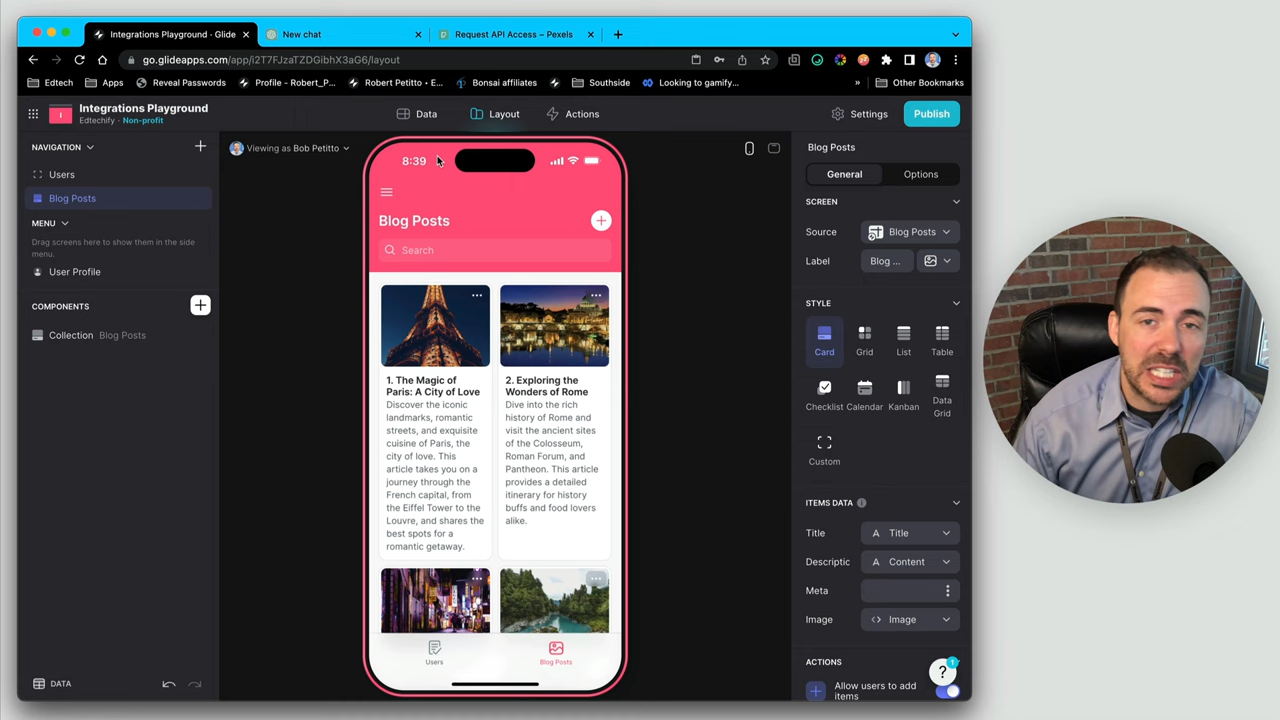 Integrations Playground · Glide
New chat
Request API Access – Pexels
go.glideapps.com/app/i2T7FJzaTZDGibhX3aG6/layout
Edtech
Apps
Reveal Passwords
Profile - Robert_P...
Robert Petitto • E...
Bonsai affiliates
Southside
Looking to gamify...
»
Other Bookmarks
Integrations Playground
Edtechify · Non-profit
Data
Layout
Actions
Settings
Publish
NAVIGATION
Users
Blog Posts
MENU
Drag screens here to show them in the side
menu.
User Profile
COMPONENTS
Collection Blog Posts
DATA
Viewing as Bob Petitto
8:39
Blog Posts
Search
1. The Magic of
Paris: A City of Love
Discover the iconic
landmarks, romantic
streets, and exquisite
cuisine of Paris, the
city of love. This
article takes you on a
journey through the
French capital, from
the Eiffel Tower to the
Louvre, and shares the
best spots for a
romantic getaway.
2. Exploring the
Wonders of Rome
Dive into the rich
history of Rome and
visit the ancient sites
of the Colosseum,
Roman Forum, and
Pantheon. This article
provides a detailed
itinerary for history
buffs and food lovers
alike.
Users
Blog Posts
Blog Posts
General
Options
SCREEN
Source
Blog Posts
Label
Blog ...
STYLE
Card
Grid
List
Table
Checklist
Calendar
Kanban
Data
Grid
Custom
ITEMS DATA
Title
A Title
Descriptic
A Content
Meta
Image
Image
ACTIONS
Allow users to add
items
?
1